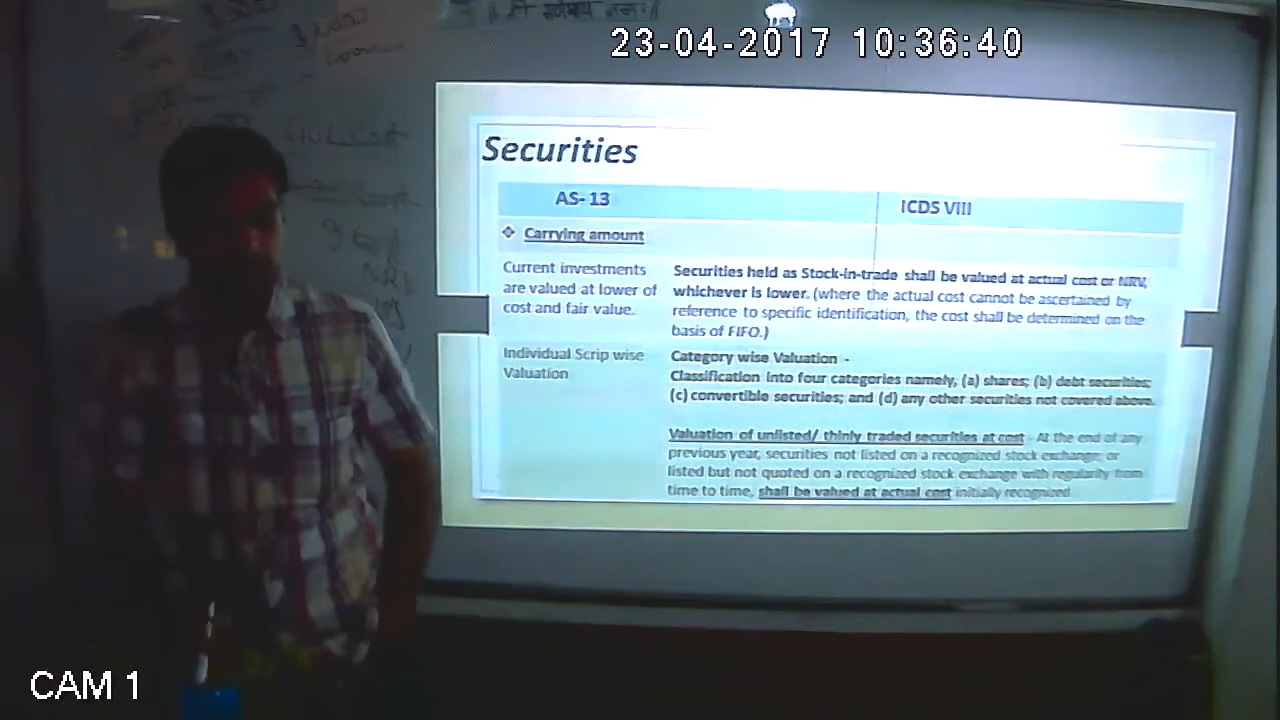 23-04-2017 10:36:40
Securities
AS- 13
ICDS VIII
❖ Carrying amount
Current investments
are valued at lower of
cost and fair value.
Securities held as Stock-in-trade shall be valued at actual cost or NRV,
whichever is lower. (where the actual cost cannot be ascertained by
reference to specific identification, the cost shall be determined on the
basis of FIFO.)
Individual Scrip wise
Valuation
Category wise Valuation -
Classification into four categories namely, (a) shares; (b) debt securities;
(c) convertible securities; and (d) any other securities not covered above.
Valuation of unlisted/ thinly traded securities at cost - At the end of any
previous year, securities not listed on a recognized stock exchange; or
listed but not quoted on a recognized stock exchange with regularity from
time to time, shall be valued at actual cost initially recognized
CAM 1